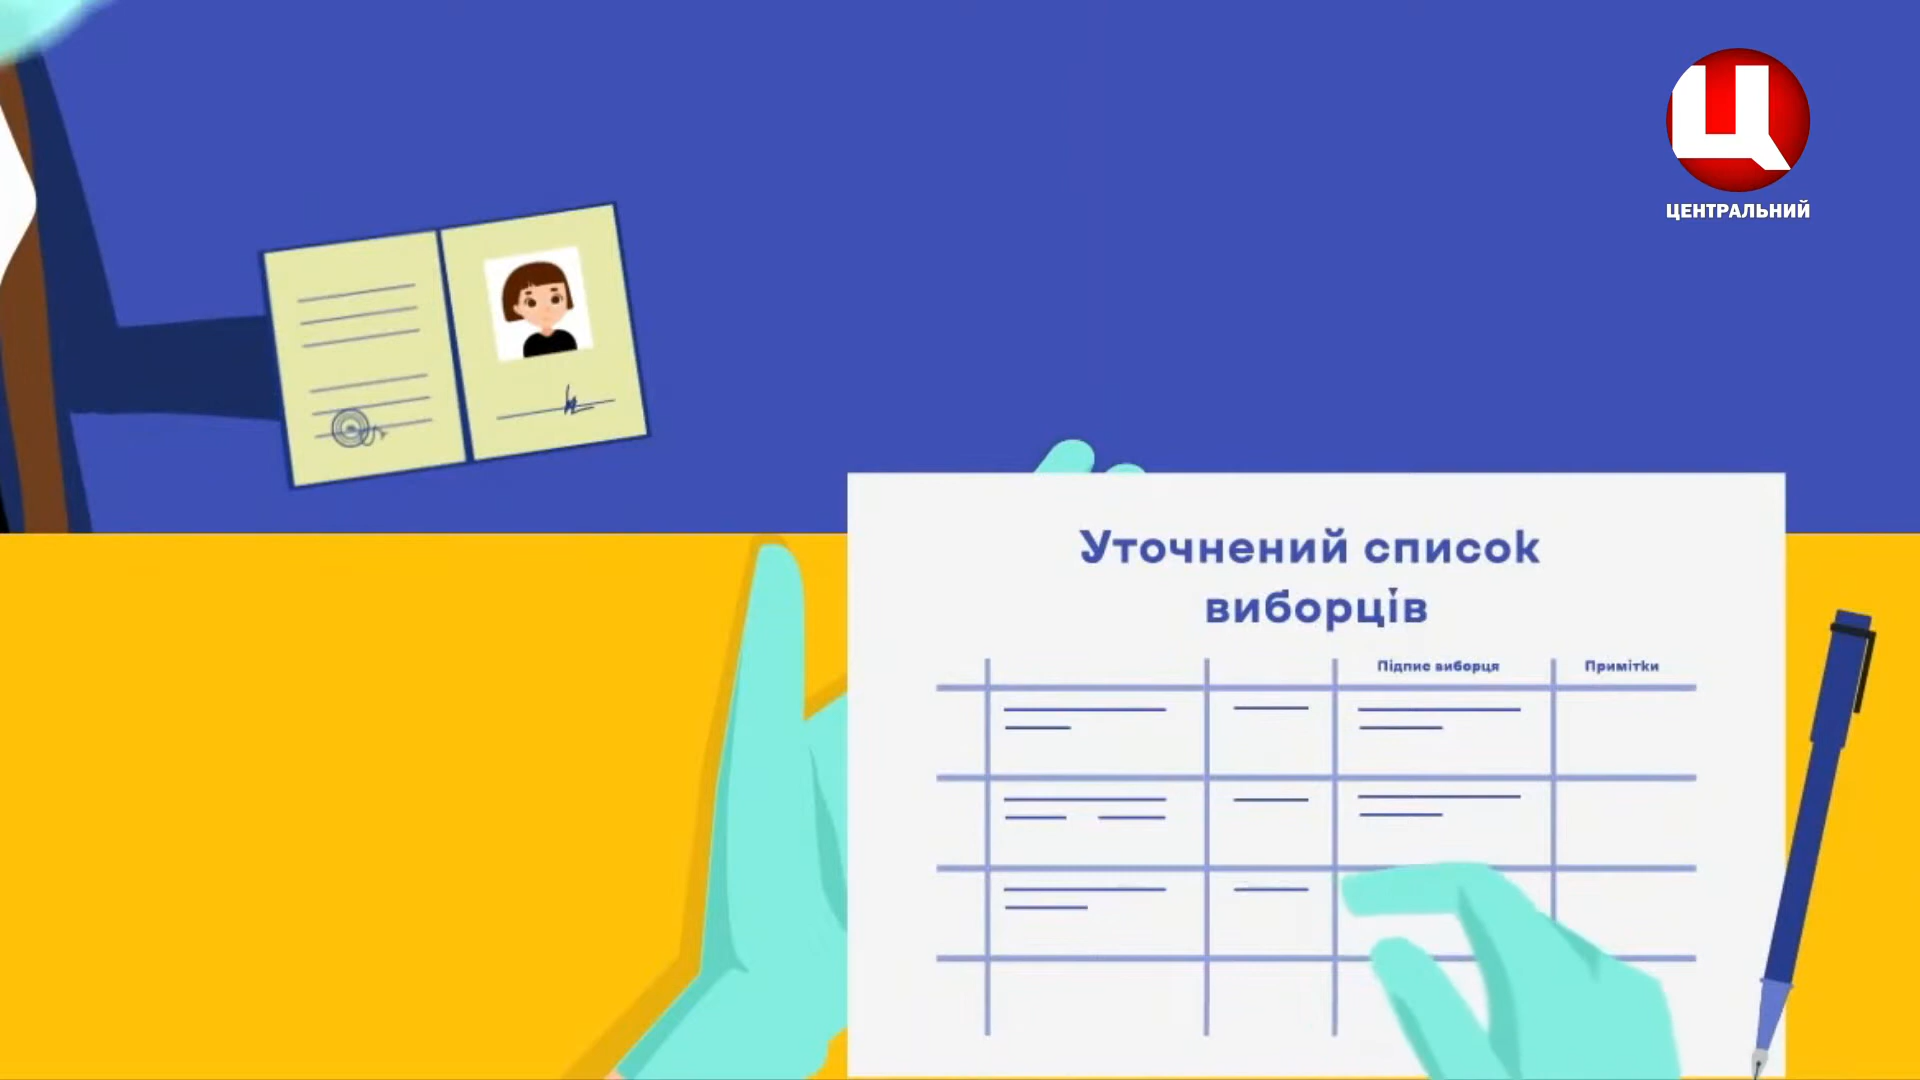 Ц
ЦЕНТРАЛЬНИЙ
Уточнений список
виборців
Підпис виборця
Примітки